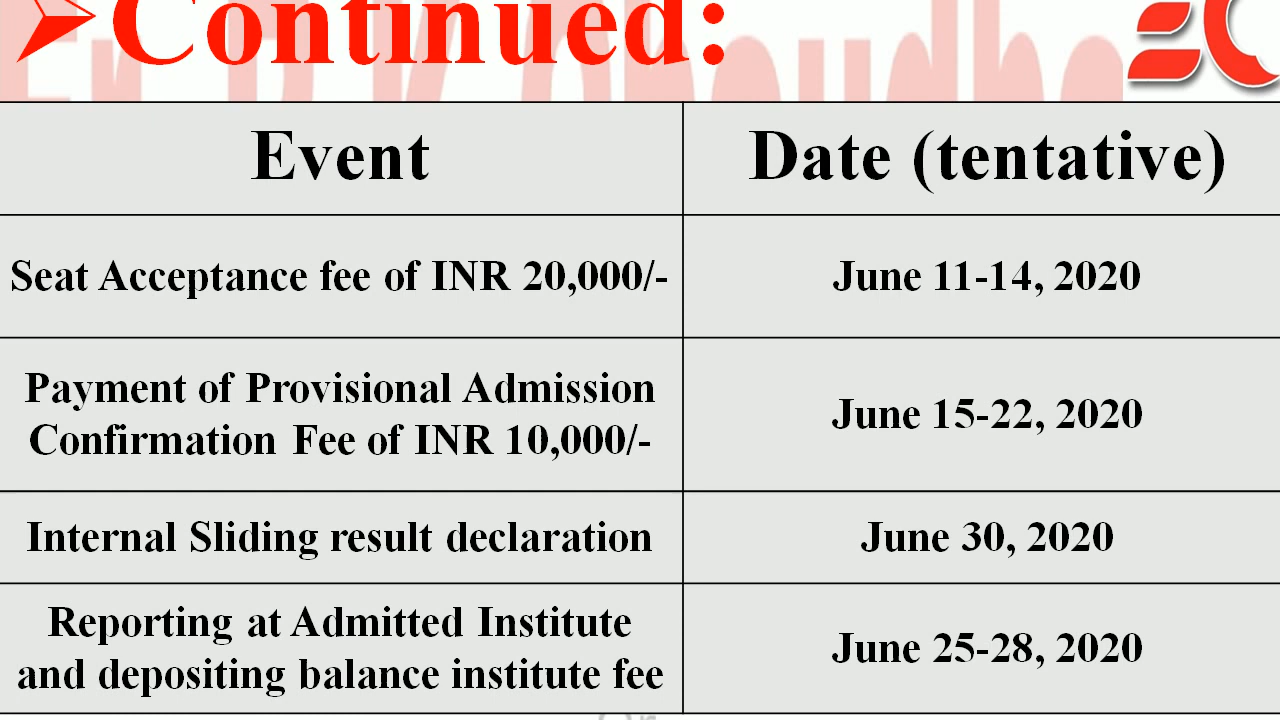 Continued:
Event
Date (tentative)
Seat Acceptance fee of INR 20,000/-
June 11-14, 2020
Payment of Provisional Admission
Confirmation Fee of INR 10,000/-
June 15-22, 2020
Internal Sliding result declaration
June 30, 2020
Reporting at Admitted Institute
and depositing balance institute fee
June 25-28, 2020